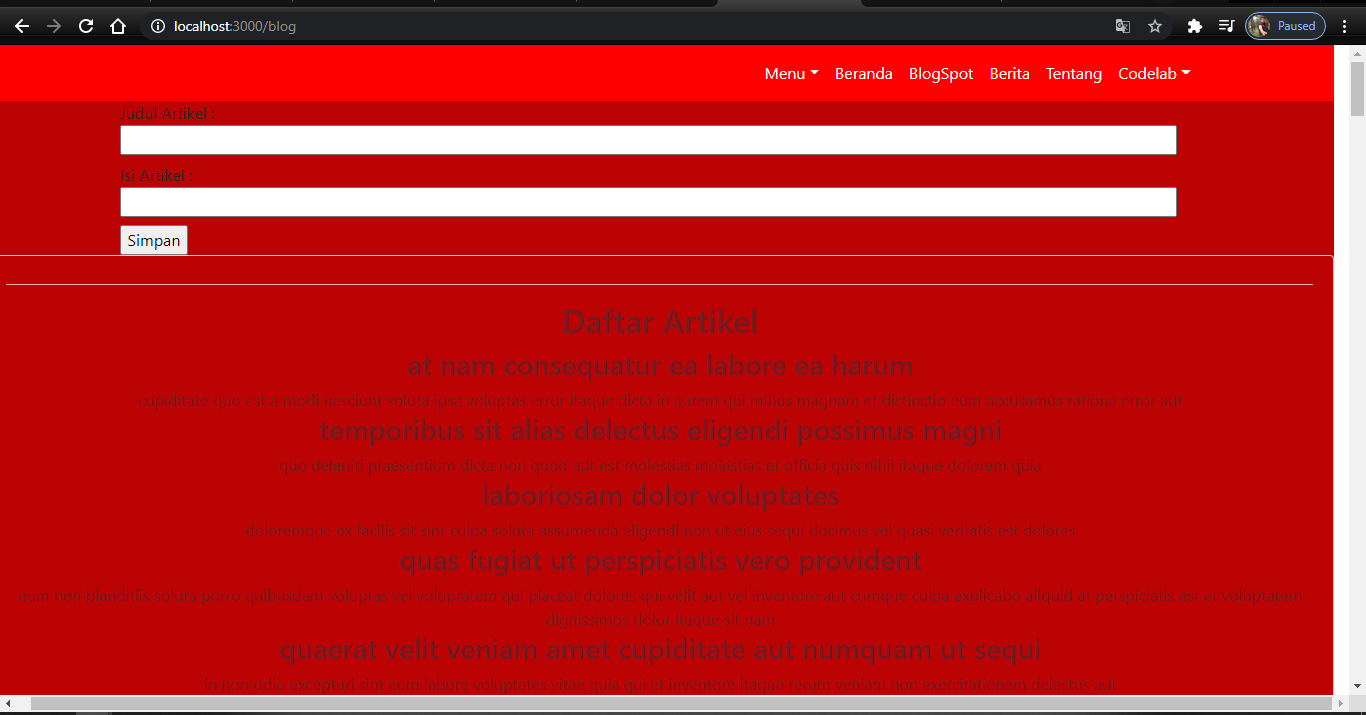 localhost:3000/blog
Paused
Menu Beranda BlogSpot Berita Tentang Codelab
Judul Artikel :
Isi Artikel :
Simpan
Daftar Artikel
at nam consequatur ea labore ea harum
cupiditate quo est a modi nesciunt soluta ipsa voluptas error itaque dicta in autem qui minus magnam et distinctio eum accusamus ratione error aut
temporibus sit alias delectus eligendi possimus magni
quo deleniti praesentium dicta non quod aut est molestias molestias et officia quis nihil itaque dolorem quia
laboriosam dolor voluptates
doloremque ex facilis sit sint culpa soluta assumenda eligendi non ut eius sequi ducimus vel quasi veritatis est dolores
quas fugiat ut perspiciatis vero provident
eum non blanditiis soluta porro quibusdam voluptas vel voluptatem qui placeat dolores qui velit aut vel inventore aut cumque culpa explicabo aliquid at perspiciatis est et voluptatem
dignissimos dolor itaque sit nam
quaerat velit veniam amet cupiditate aut numquam ut sequi
in non odio excepturi sint eum labore voluptates vitae quia qui et inventore itaque rerum veniam non exercitationem delectus aut